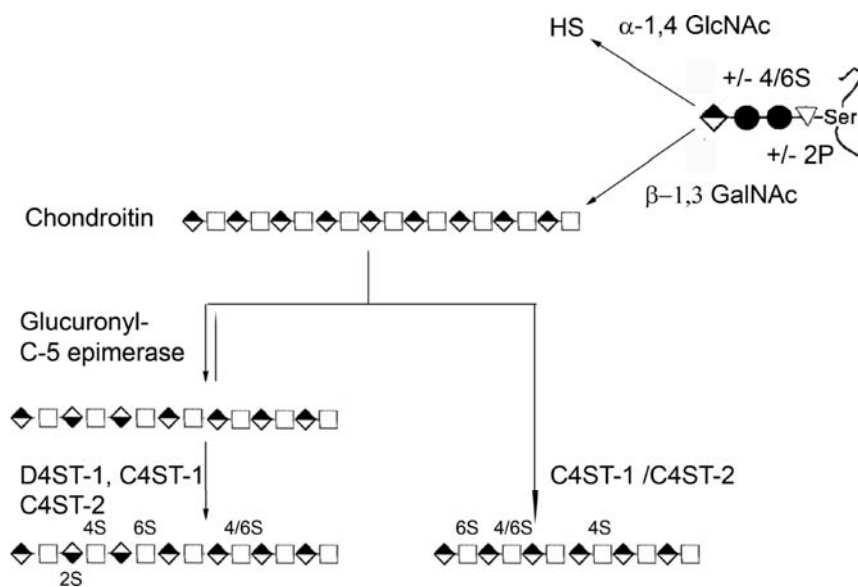 HS
α-1,4 GlcNAc
+/- 4/6S
Ser
+/- 2P
β–1,3 GalNAc
Chondroitin
Glucuronyl-
C-5 epimerase
D4ST-1, C4ST-1
C4ST-2
C4ST-1 /C4ST-2
4S 6S 4/6S
2S
6S 4/6S 4S